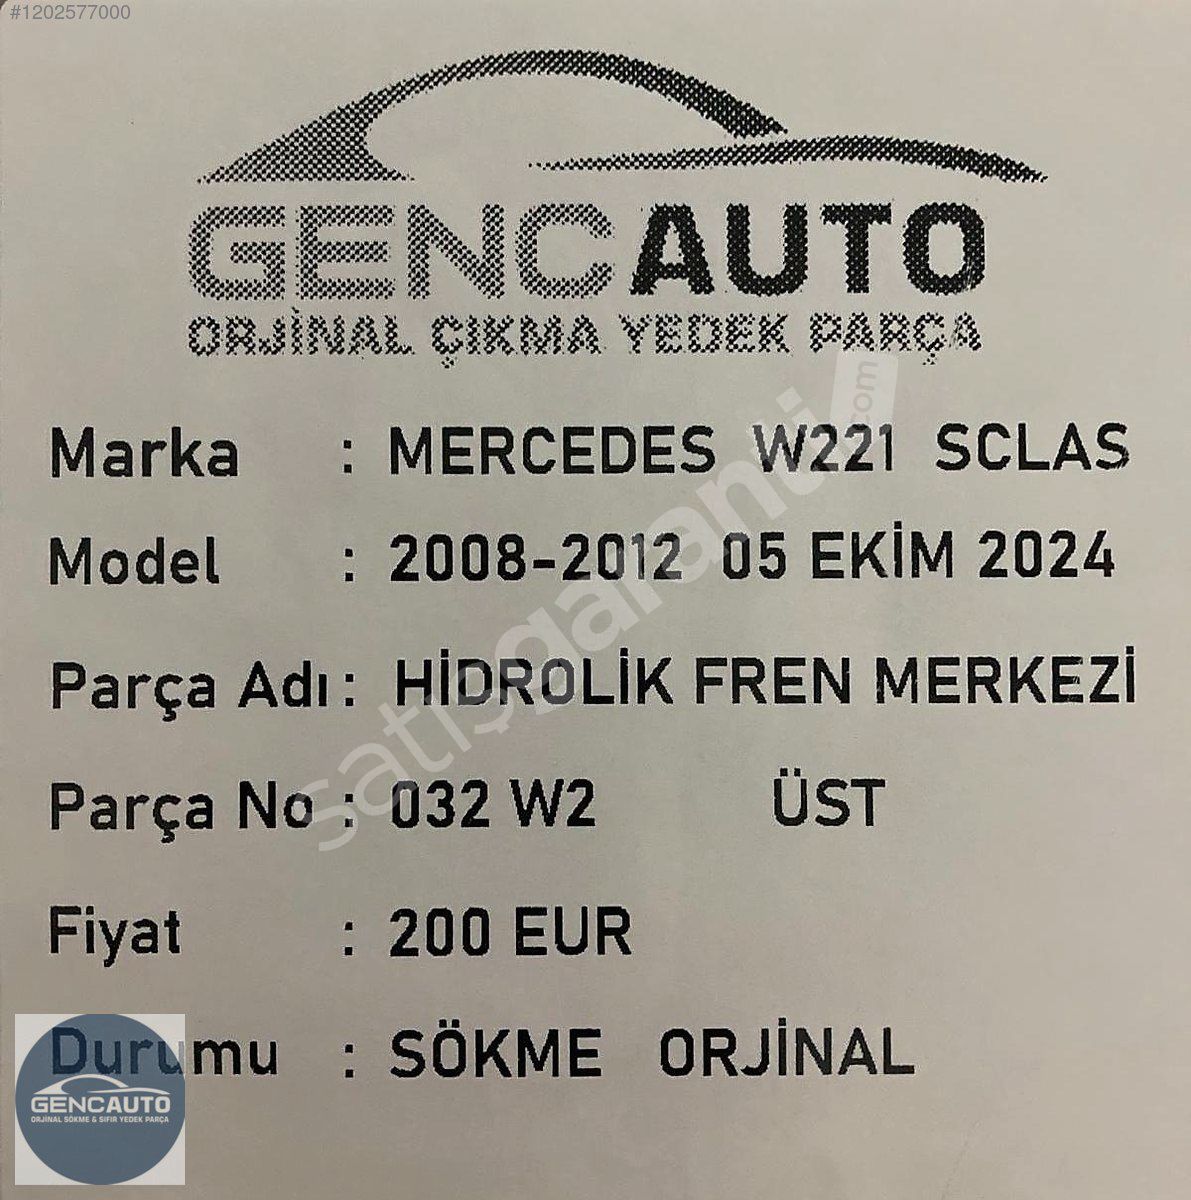 #1202577000
GENCAUTO
ORJİNAL ÇIKMA YEDEK PARÇA
Marka : MERCEDES W221 SCLAS
Model : 2008-2012 05 EKİM 2024
Parça Adı : HİDROLİK FREN MERKEZİ
Parça No : 032 W2 ÜST
Fiyat : 200 EUR
Durumu : SÖKME ORJİNAL
satışgaranti.com
GENCAUTO
ORJİNAL SÖKME & SIFIR YEDEK PARÇA